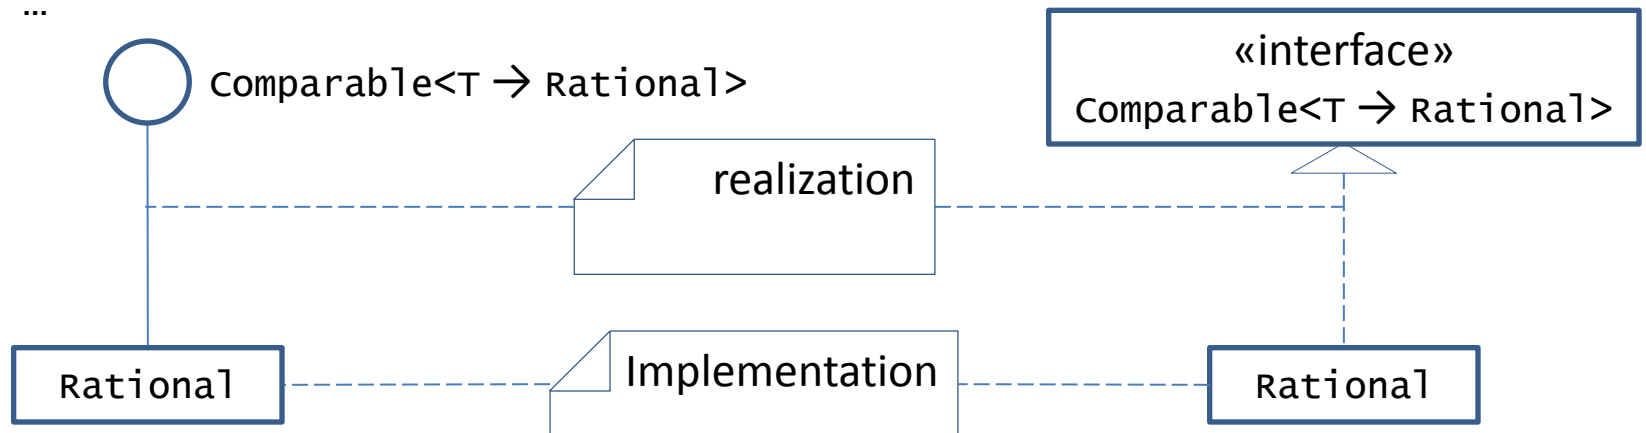 ...
«interface»
Comparable<T → Rational>
Comparable<T → Rational>
realization
Implementation
Rational
Rational